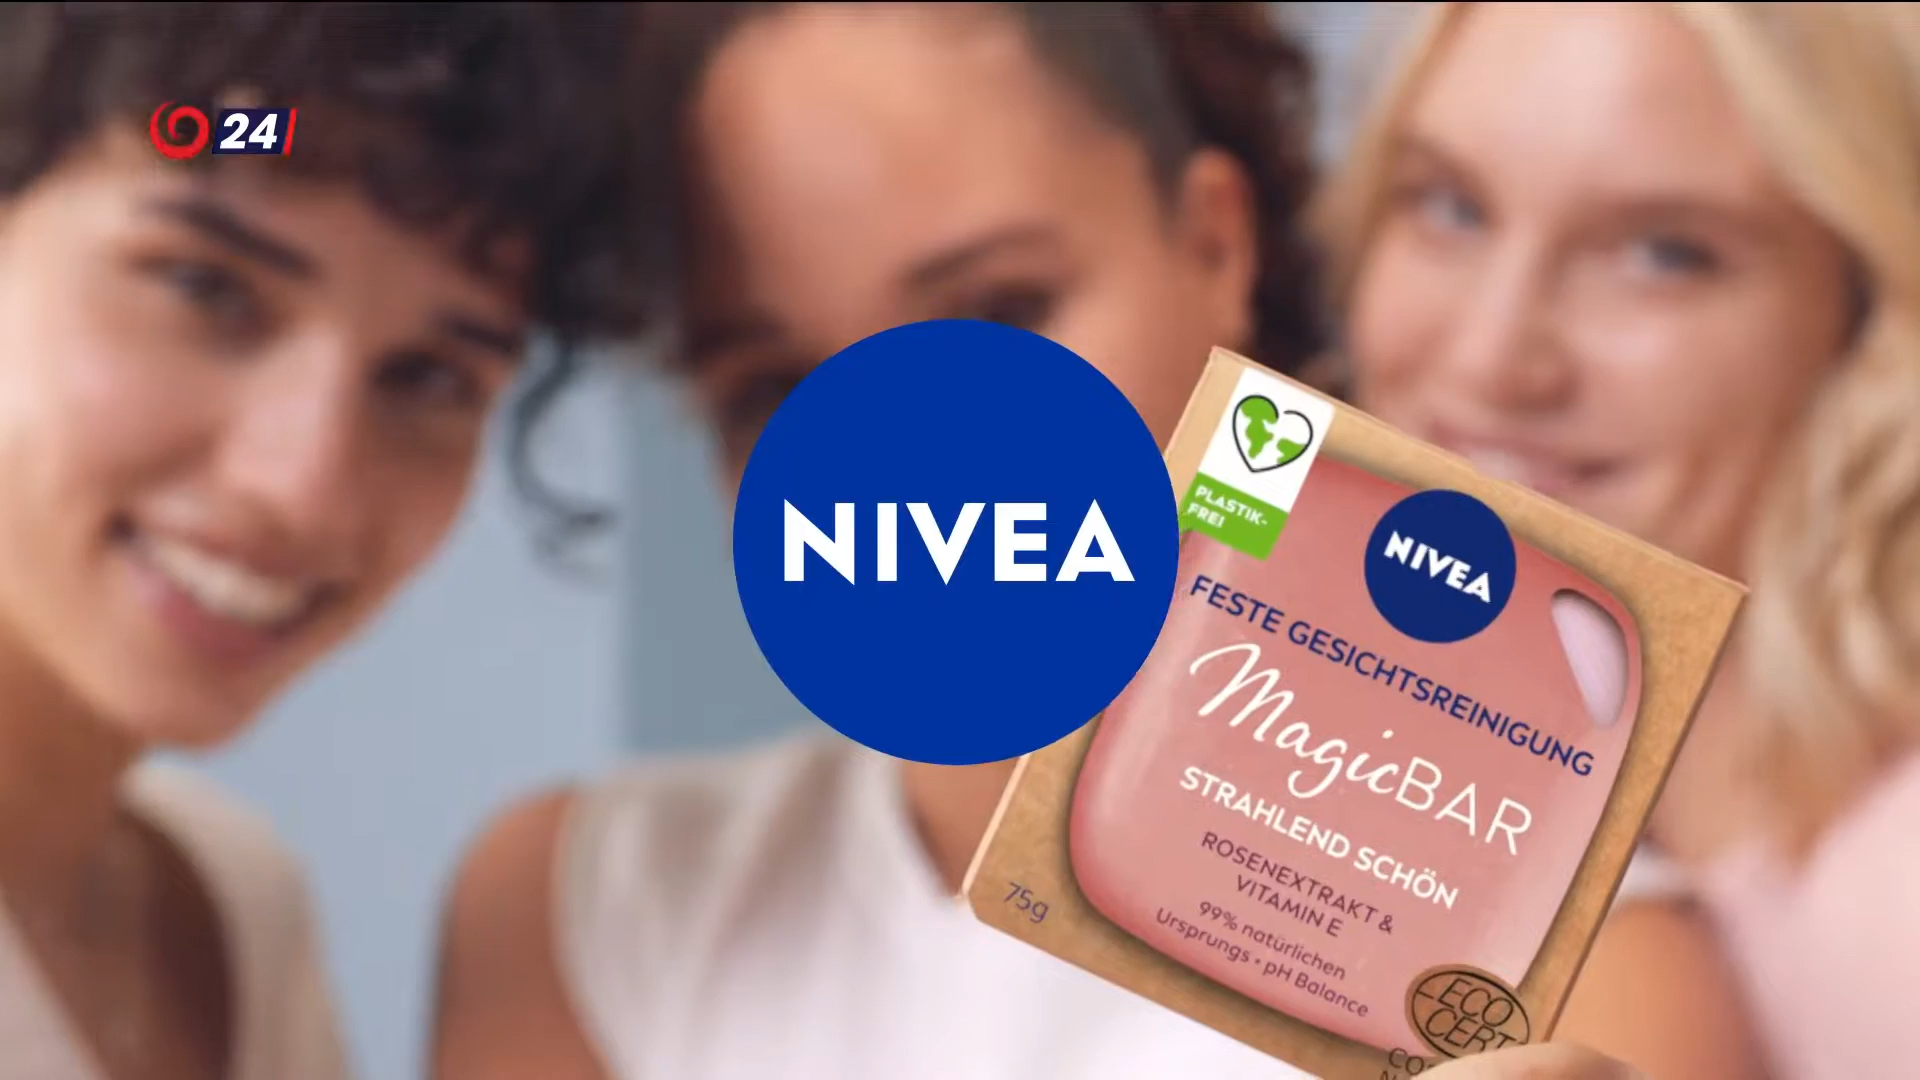 24
NIVEA
PLASTIK-
FREI
NIVEA
FESTE GESICHTSREINIGUNG
MagicBAR
STRAHLEND SCHÖN
ROSENEXTRAKT &
VITAMIN E
99% natürlichen
Ursprungs • pH Balance
75g
ECO
CERT